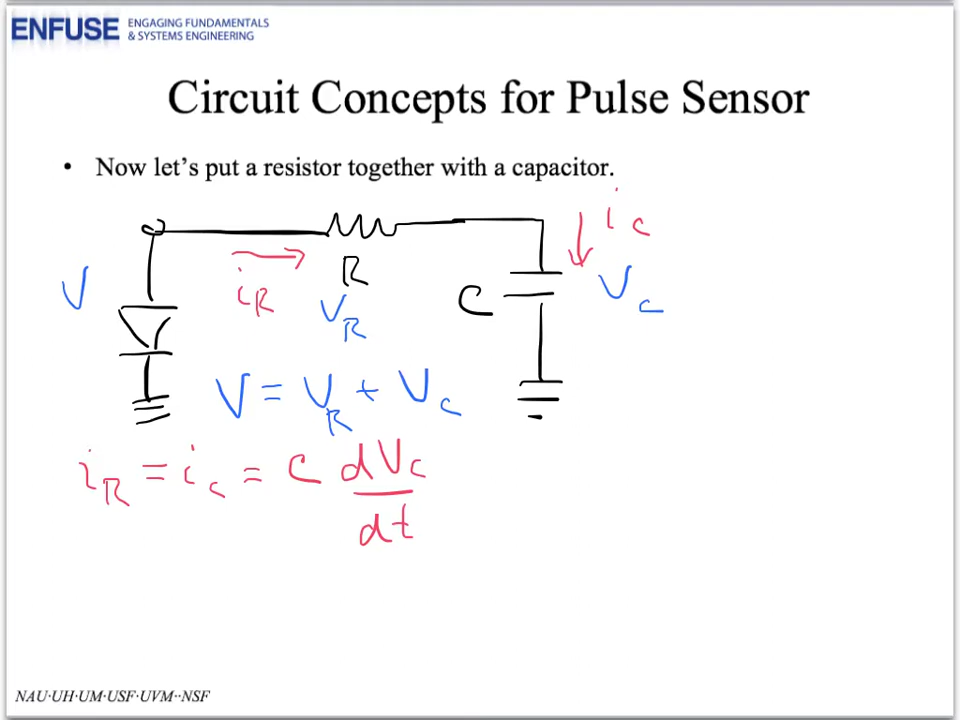 ENFUSE ENGAGING FUNDAMENTALS & SYSTEMS ENGINEERING
Circuit Concepts for Pulse Sensor
• Now let's put a resistor together with a capacitor.
i_C
i_R
R
V
V_R
C
V_C
V = V_R + V_C
i_R = i_C = C dV_C/dt
NAU·UH·UM·USF·UVM··NSF